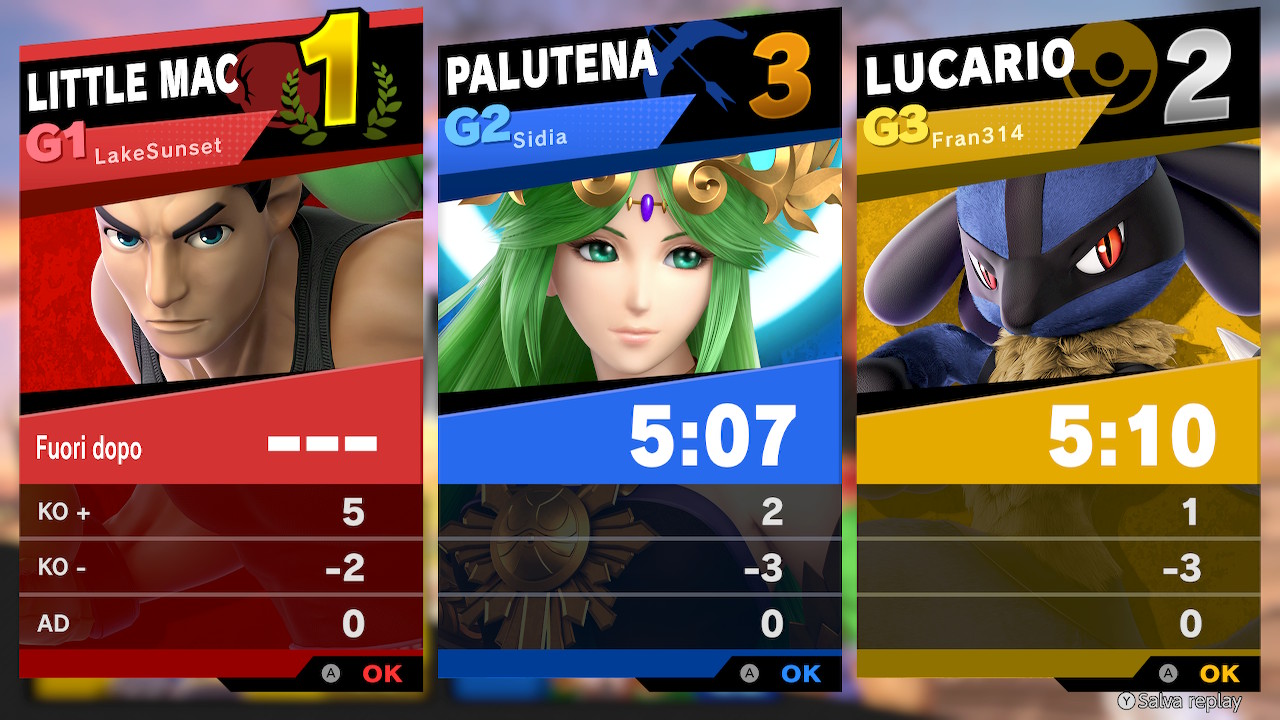 LITTLE MAC 1
G1 LakeSunset
Fuori dopo ---
KO + 5
KO - -2
AD 0
A OK
PALUTENA 3
G2 Sidia
5:07
2
-3
0
A OK
LUCARIO 2
G3 Fran314
5:10
1
-3
0
A OK
Y Salva replay